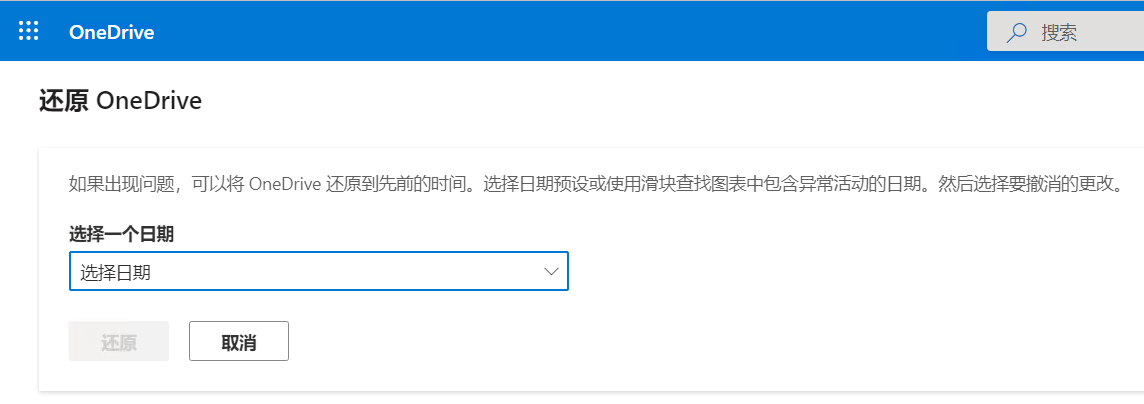 OneDrive
搜索
还原 OneDrive
如果出现问题，可以将 OneDrive 还原到先前的时间。选择日期预设或使用滑块查找图表中包含异常活动的日期。然后选择要撤消的更改。
选择一个日期
选择日期
还原
取消